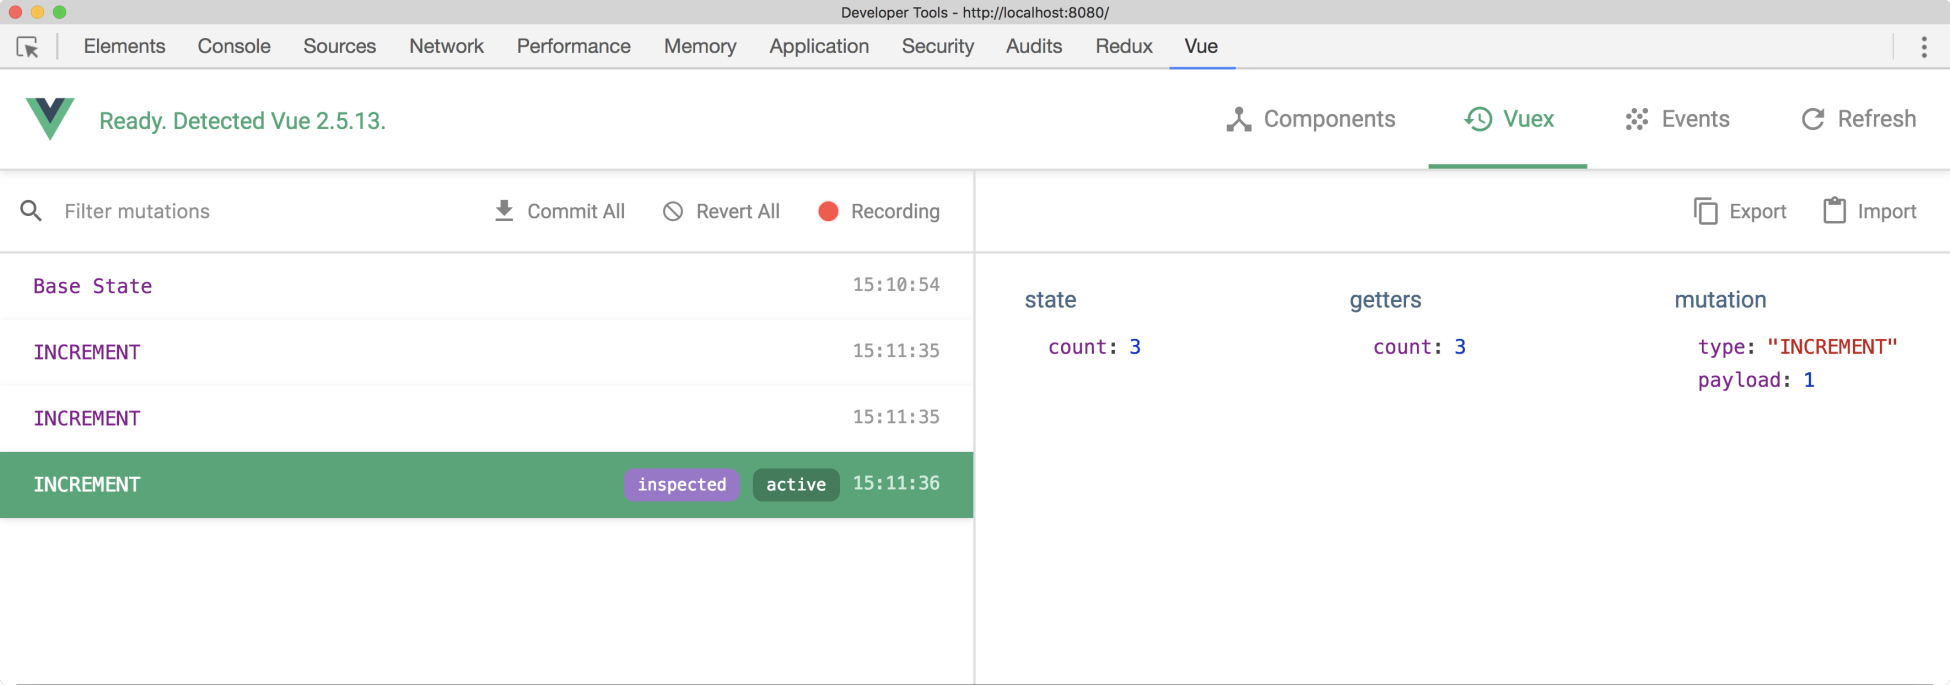 Developer Tools - http://localhost:8080/
Elements Console Sources Network Performance Memory Application Security Audits Redux Vue
Ready. Detected Vue 2.5.13.
Components Vuex Events Refresh
Filter mutations Commit All Revert All Recording
Export Import
Base State 15:10:54
INCREMENT 15:11:35
INCREMENT 15:11:35
INCREMENT inspected active 15:11:36
state
count: 3
getters
count: 3
mutation
type: "INCREMENT"
payload: 1